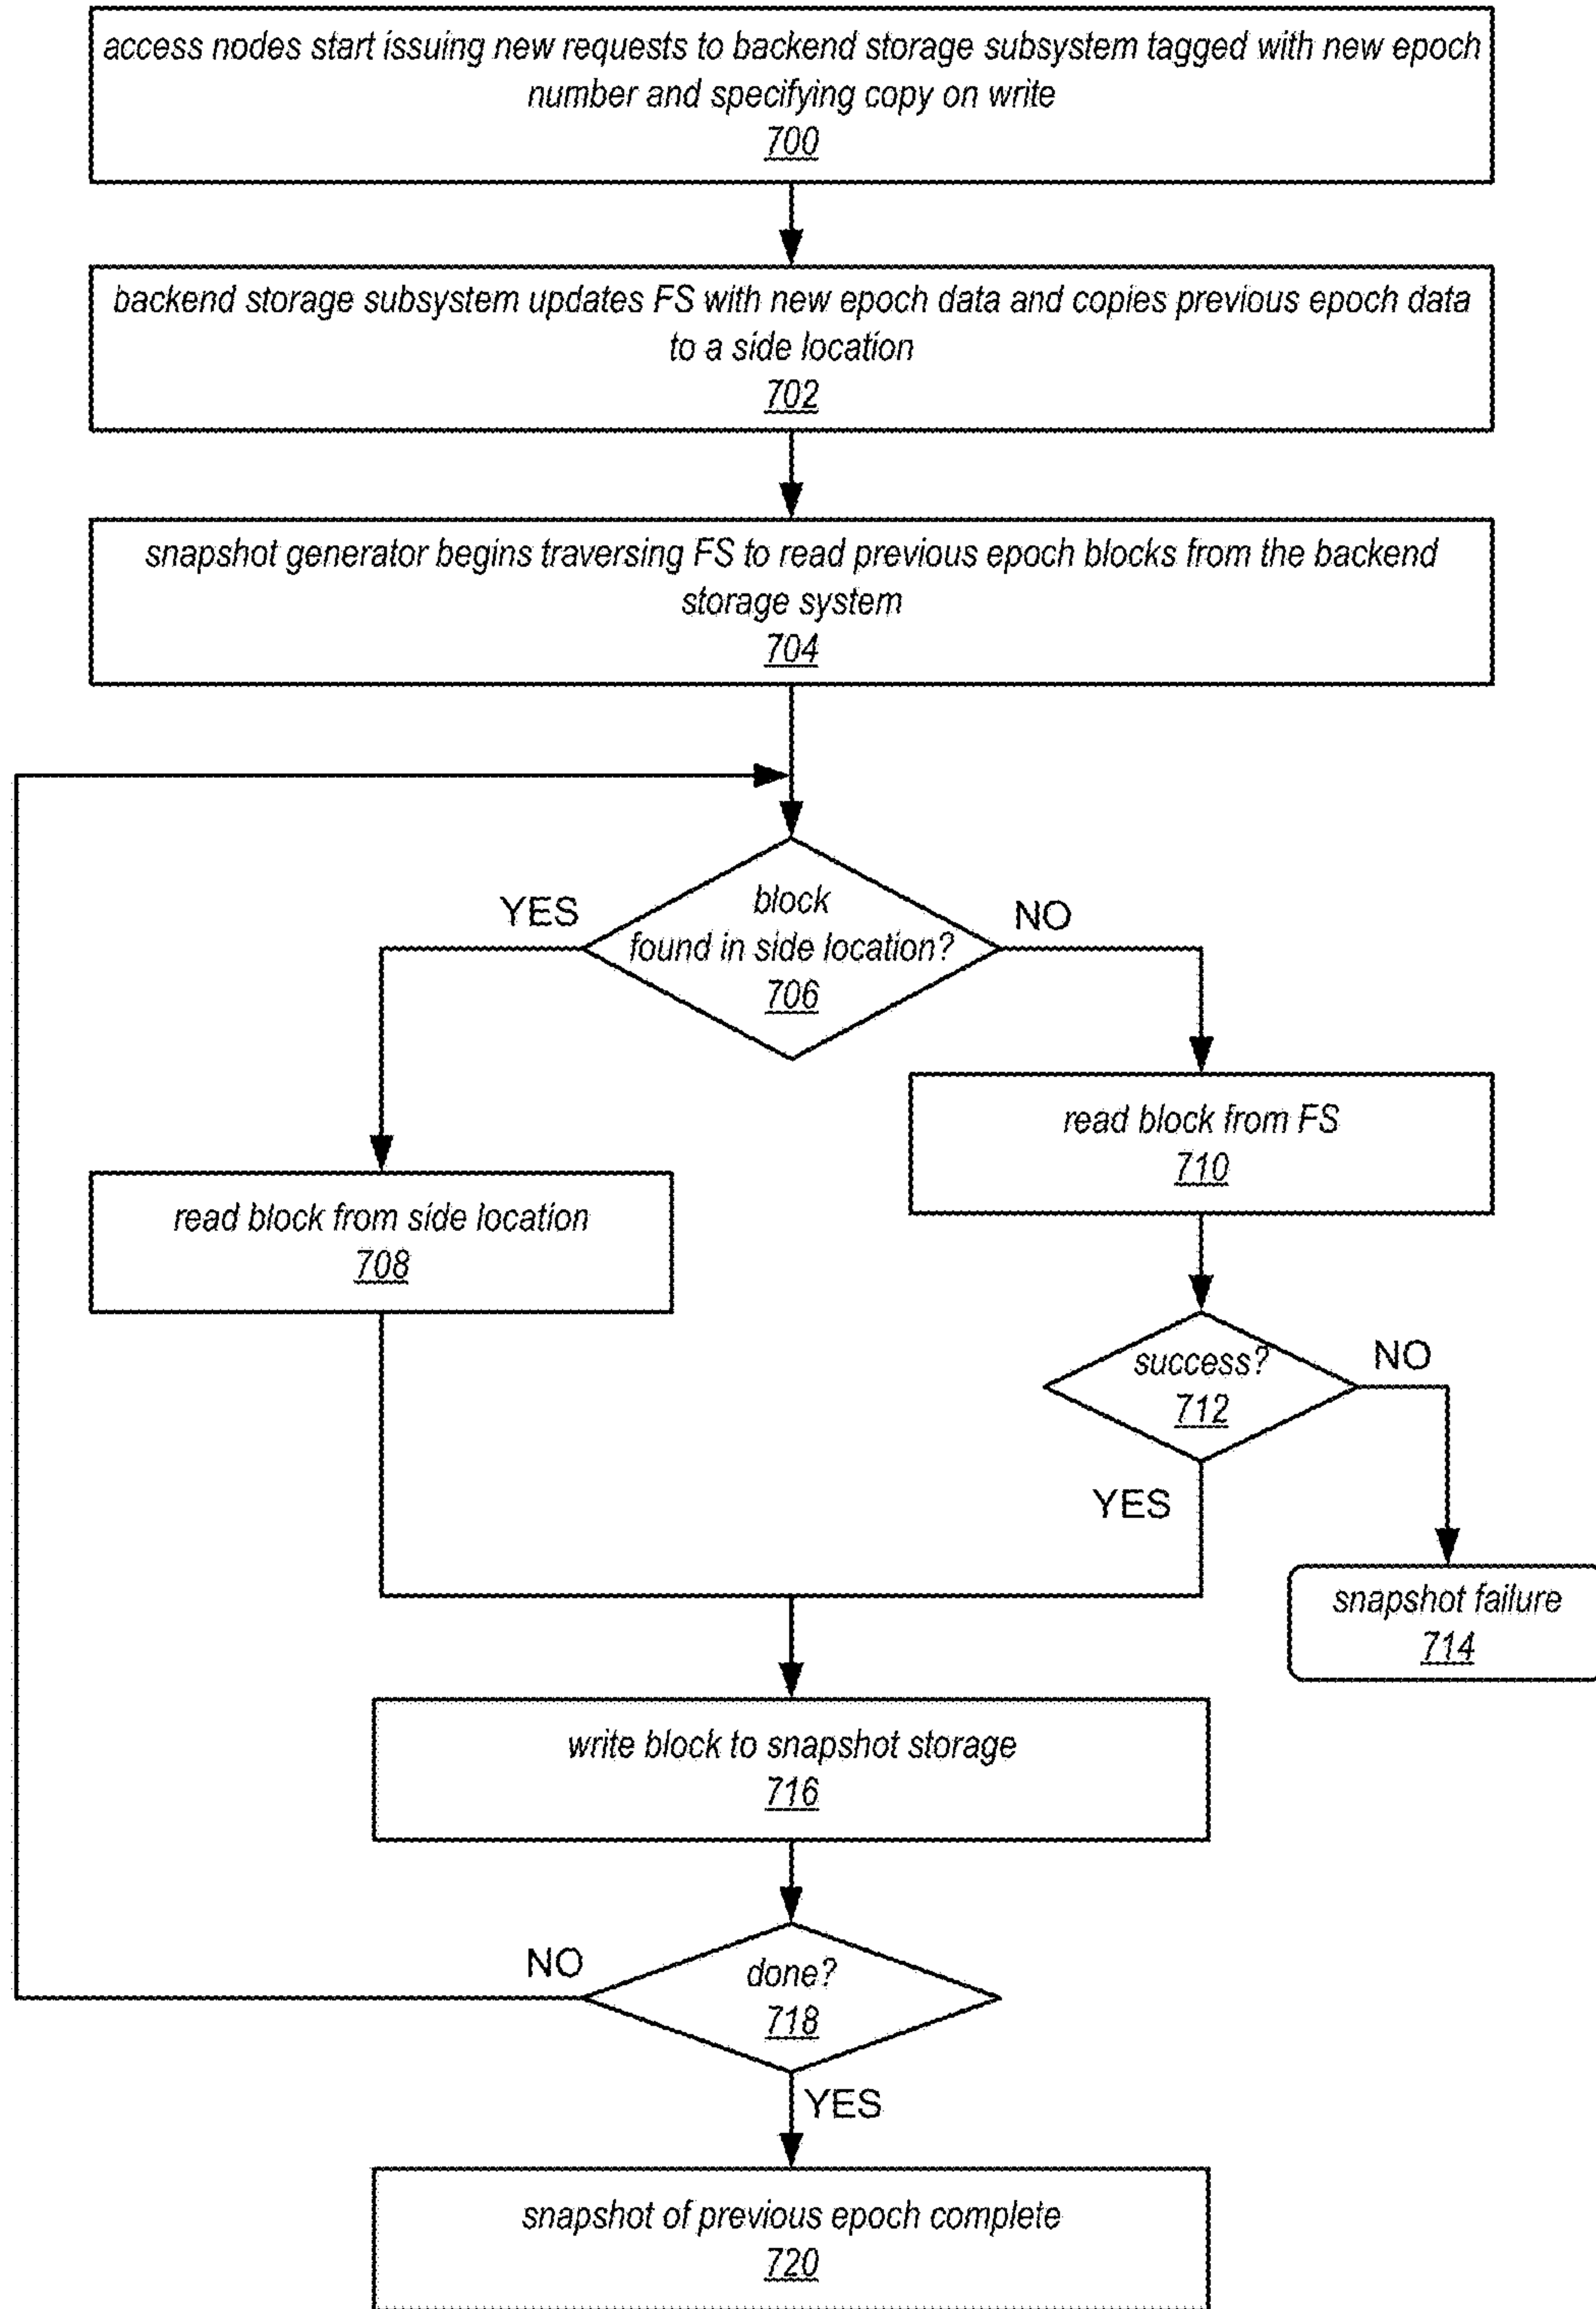 access nodes start issuing new requests to backend storage subsystem tagged with new epoch
number and specifying copy on write
700
backend storage subsystem updates FS with new epoch data and copies previous epoch data
to a side location
702
snapshot generator begins traversing FS to read previous epoch blocks from the backend
storage system
704
block
found in side location?
706
YES
NO
read block from FS
710
read block from side location
708
success?
712
NO
YES
snapshot failure
714
write block to snapshot storage
716
done?
718
NO
YES
snapshot of previous epoch complete
720